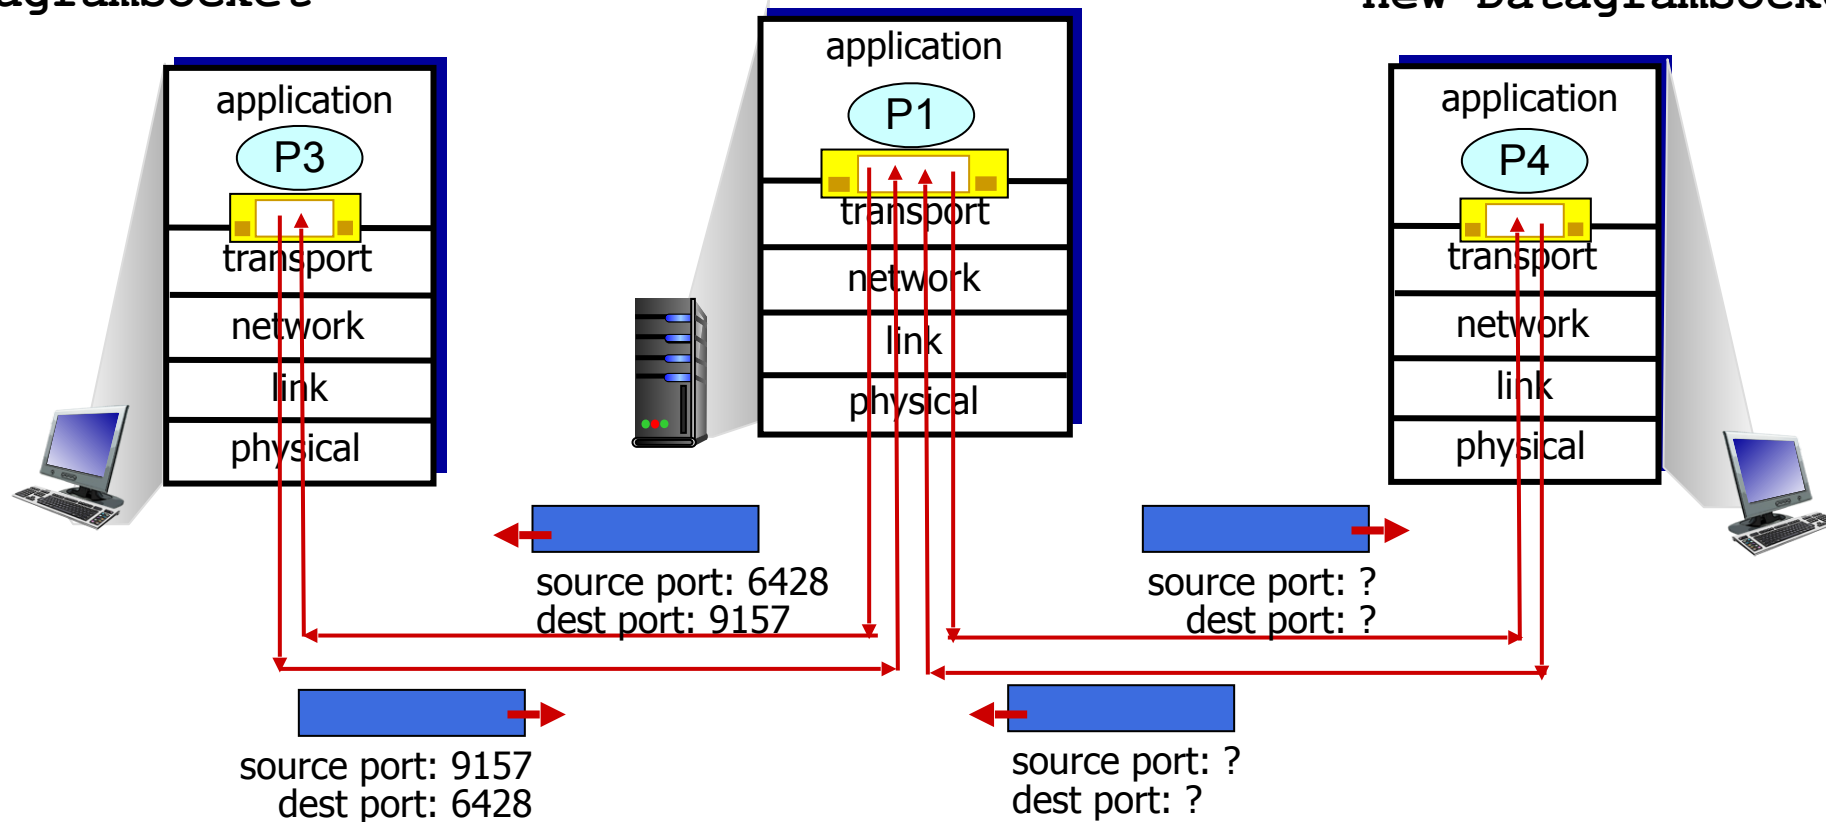 application
P3
transport
network
link
physical
application
P1
transport
network
link
physical
application
P4
transport
network
link
physical
source port: 6428
dest port: 9157
source port: ?
dest port: ?
source port: 9157
dest port: 6428
source port: ?
dest port: ?